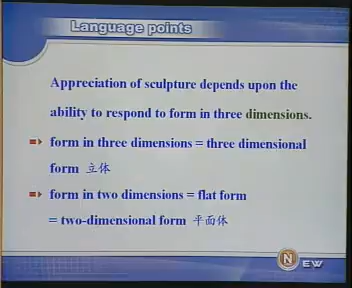 Language points
Appreciation of sculpture depends upon the
ability to respond to form in three dimensions.
form in three dimensions = three dimensional
form 立体
form in two dimensions = flat form
= two-dimensional form 平面体
N EW